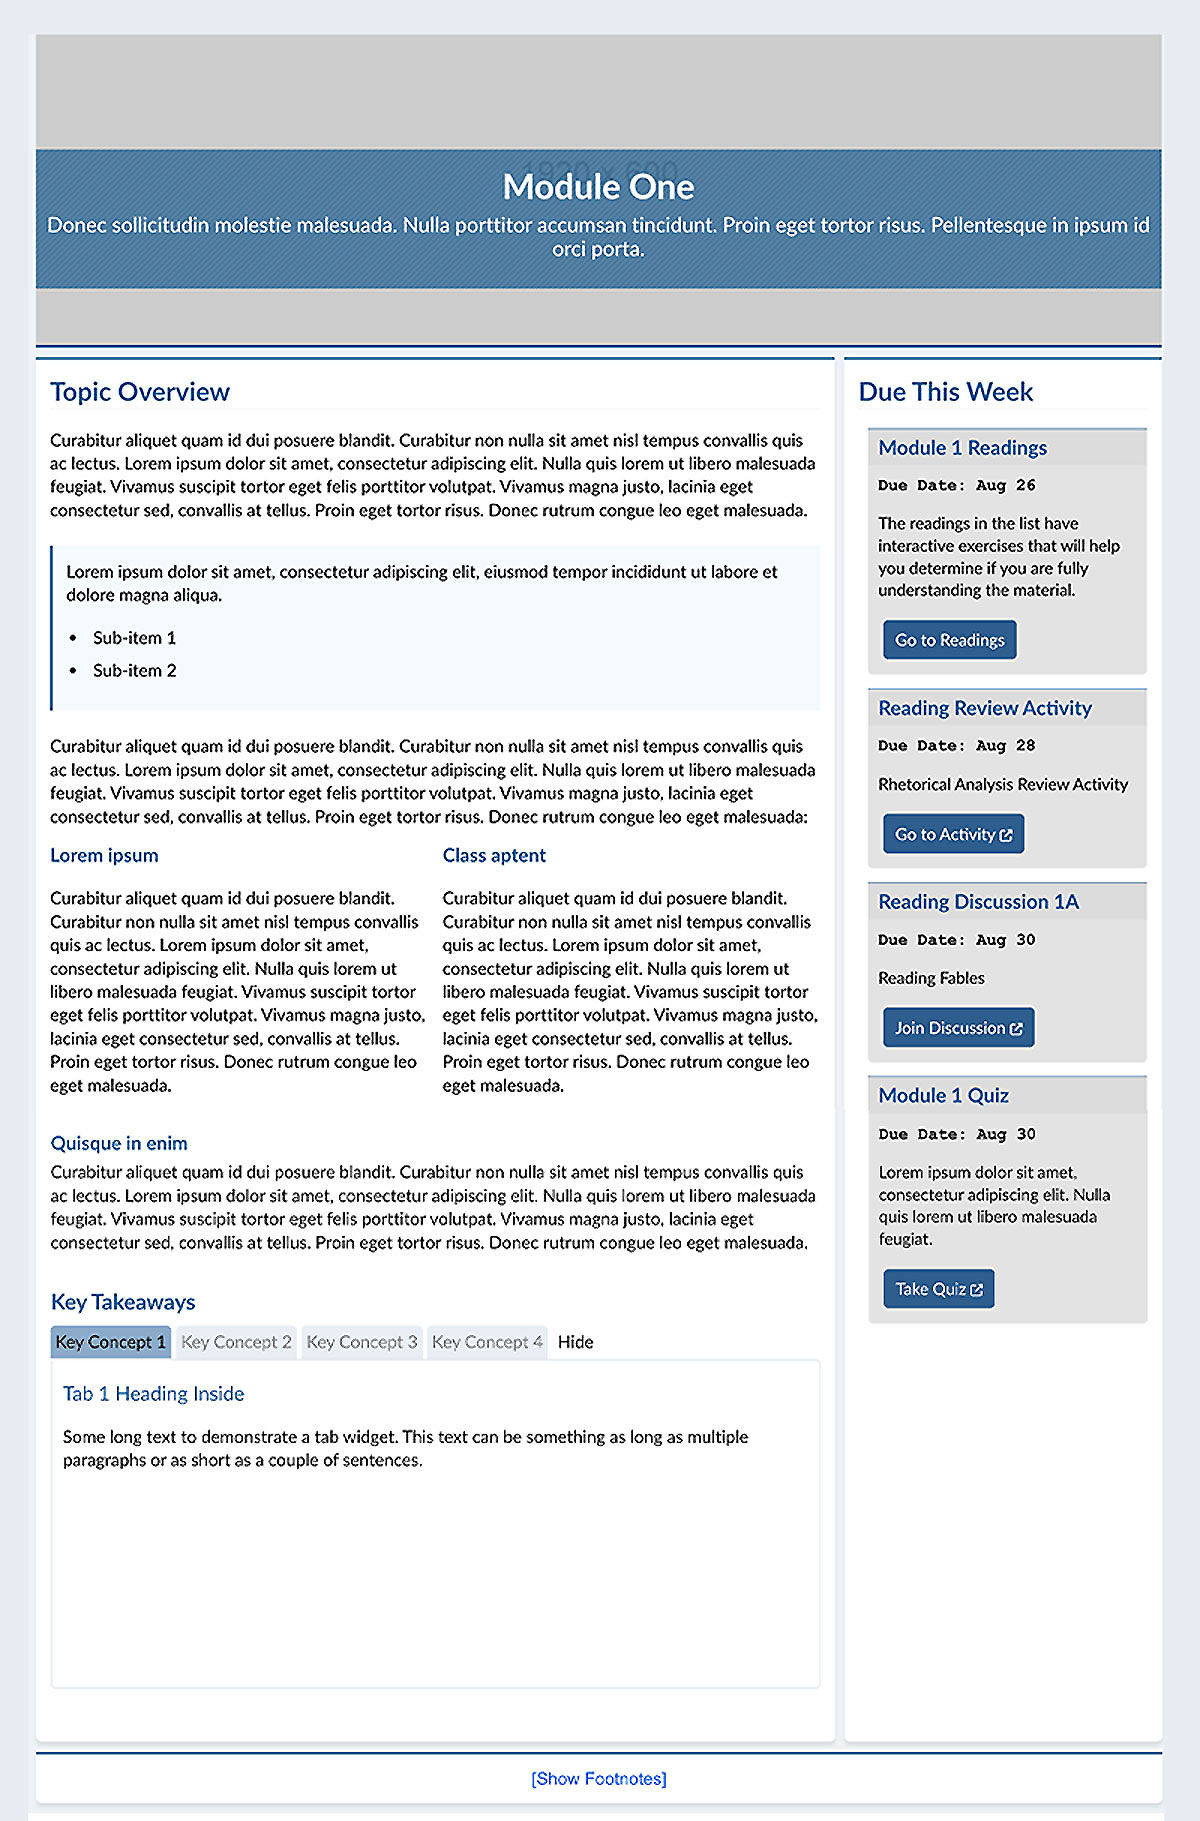 1920 x 600
Module One
Donec sollicitudin molestie malesuada. Nulla porttitor accumsan tincidunt. Proin eget tortor risus. Pellentesque in ipsum id
orci porta.
Topic Overview
Curabitur aliquet quam id dui posuere blandit. Curabitur non nulla sit amet nisl tempus convallis quis
ac lectus. Lorem ipsum dolor sit amet, consectetur adipiscing elit. Nulla quis lorem ut libero malesuada
feugiat. Vivamus suscipit tortor eget felis porttitor volutpat. Vivamus magna justo, lacinia eget
consectetur sed, convallis at tellus. Proin eget tortor risus. Donec rutrum congue leo eget malesuada.
Lorem ipsum dolor sit amet, consectetur adipiscing elit, eiusmod tempor incididunt ut labore et
dolore magna aliqua.
• Sub-item 1
• Sub-item 2
Curabitur aliquet quam id dui posuere blandit. Curabitur non nulla sit amet nisl tempus convallis quis
ac lectus. Lorem ipsum dolor sit amet, consectetur adipiscing elit. Nulla quis lorem ut libero malesuada
feugiat. Vivamus suscipit tortor eget felis porttitor volutpat. Vivamus magna justo, lacinia eget
consectetur sed, convallis at tellus. Proin eget tortor risus. Donec rutrum congue leo eget malesuada:
Lorem ipsum
Curabitur aliquet quam id dui posuere blandit.
Curabitur non nulla sit amet nisl tempus convallis
quis ac lectus. Lorem ipsum dolor sit amet,
consectetur adipiscing elit. Nulla quis lorem ut
libero malesuada feugiat. Vivamus suscipit tortor
eget felis porttitor volutpat. Vivamus magna justo,
lacinia eget consectetur sed, convallis at tellus.
Proin eget tortor risus. Donec rutrum congue leo
eget malesuada.
Class aptent
Curabitur aliquet quam id dui posuere blandit.
Curabitur non nulla sit amet nisl tempus convallis
quis ac lectus. Lorem ipsum dolor sit amet,
consectetur adipiscing elit. Nulla quis lorem ut
libero malesuada feugiat. Vivamus suscipit tortor
eget felis porttitor volutpat. Vivamus magna justo,
lacinia eget consectetur sed, convallis at tellus.
Proin eget tortor risus. Donec rutrum congue leo
eget malesuada.
Quisque in enim
Curabitur aliquet quam id dui posuere blandit. Curabitur non nulla sit amet nisl tempus convallis quis
ac lectus. Lorem ipsum dolor sit amet, consectetur adipiscing elit. Nulla quis lorem ut libero malesuada
feugiat. Vivamus suscipit tortor eget felis porttitor volutpat. Vivamus magna justo, lacinia eget
consectetur sed, convallis at tellus. Proin eget tortor risus. Donec rutrum congue leo eget malesuada.
Key Takeaways
Key Concept 1 Key Concept 2 Key Concept 3 Key Concept 4 Hide
Tab 1 Heading Inside
Some long text to demonstrate a tab widget. This text can be something as long as multiple
paragraphs or as short as a couple of sentences.
Due This Week
Module 1 Readings
Due Date: Aug 26
The readings in the list have
interactive exercises that will help
you determine if you are fully
understanding the material.
Go to Readings
Reading Review Activity
Due Date: Aug 28
Rhetorical Analysis Review Activity
Go to Activity
Reading Discussion 1A
Due Date: Aug 30
Reading Fables
Join Discussion
Module 1 Quiz
Due Date: Aug 30
Lorem ipsum dolor sit amet,
consectetur adipiscing elit. Nulla
quis lorem ut libero malesuada
feugiat.
Take Quiz
[Show Footnotes]